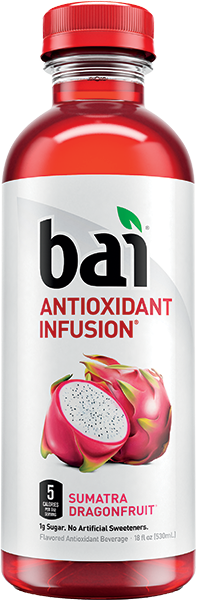 bai
ANTIOXIDANT
INFUSION®
5
CALORIES
PER 8oz
SERVING
SUMATRA
DRAGONFRUIT™
1g Sugar. No Artificial Sweeteners.
Flavored Antioxidant Beverage | 18 fl oz (530mL)